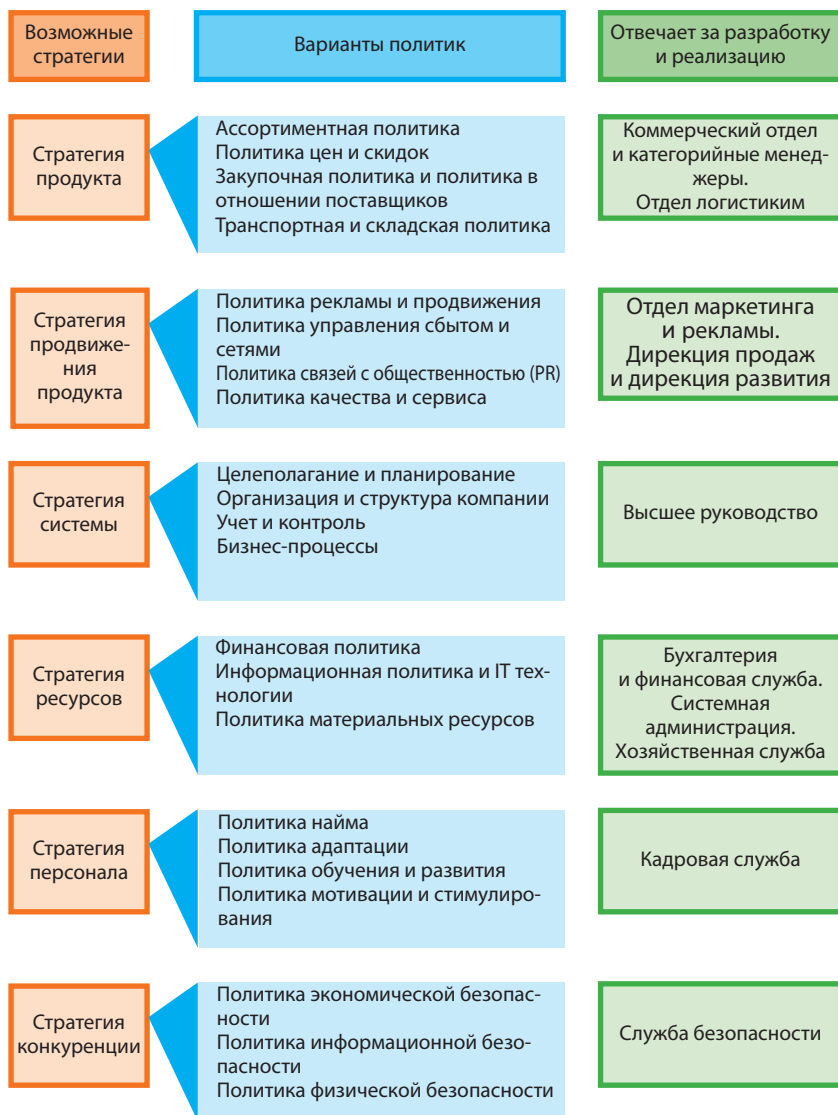 Возможные
стратегии
Варианты политик
Отвечает за разработку
и реализацию
Стратегия
продукта
Ассортиментная политика
Политика цен и скидок
Закупочная политика и политика в
отношении поставщиков
Транспортная и складская политика
Коммерческий отдел
и категорийные менед-
жеры.
Отдел логистиким
Стратегия
продвиже-
ния
продукта
Политика рекламы и продвижения
Политика управления сбытом и
сетями
Политика связей с общественностью (PR)
Политика качества и сервиса
Отдел маркетинга
и рекламы.
Дирекция продаж
и дирекция развития
Стратегия
системы
Целеполагание и планирование
Организация и структура компании
Учет и контроль
Бизнес-процессы
Высшее руководство
Стратегия
ресурсов
Финансовая политика
Информационная политика и IT тех-
нологии
Политика материальных ресурсов
Бухгалтерия
и финансовая служба.
Системная
администрация.
Хозяйственная служба
Стратегия
персонала
Политика найма
Политика адаптации
Политика обучения и развития
Политика мотивации и стимулиро-
вания
Кадровая служба
Стратегия
конкуренции
Политика экономической безопас-
ности
Политика информационной безо-
пасности
Политика физической безопасности
Служба безопасности